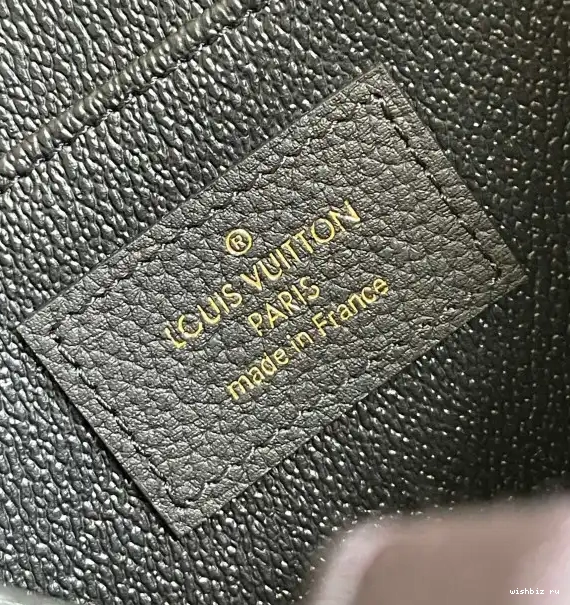 ®
LOUIS VUITTON
PARIS
made in France
wishbiz ru